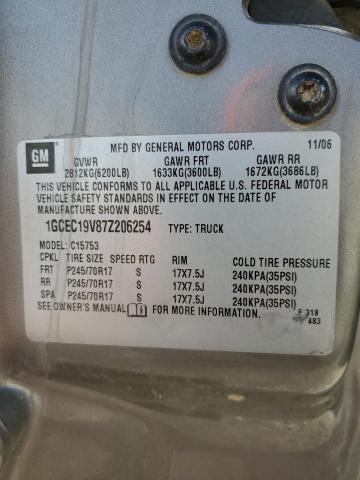 GM
MFD BY GENERAL MOTORS CORP. 11/06
GVWR GAWR FRT GAWR RR
2812KG(6200LB) 1633KG(3600LB) 1672KG(3686LB)
THIS VEHICLE CONFORMS TO ALL APPLICABLE U.S. FEDERAL MOTOR
VEHICLE SAFETY STANDARDS IN EFFECT ON THE DATE OF
MANUFACTURE SHOWN ABOVE.
1GCEC19V87Z206254 TYPE: TRUCK
MODEL: C15753
CPKL TIRE SIZE SPEED RTG RIM COLD TIRE PRESSURE
FRT P245/70R17 S 17X7.5J 240KPA(35PSI)
RR P245/70R17 S 17X7.5J 240KPA(35PSI)
SPA P245/70R17 S 17X7.5J 240KPA(35PSI)
SEE OWNER'S MANUAL FOR MORE INFORMATION.
F 318
483